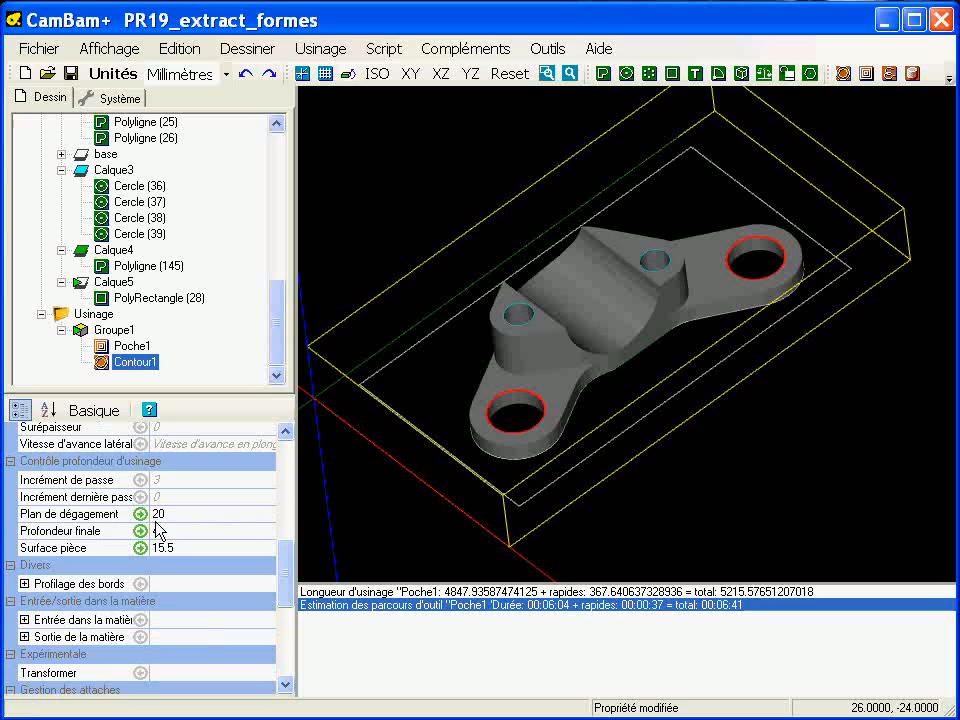 CamBam+ PR19_extract_formes
Fichier Affichage Edition Dessiner Usinage Script Compléments Outils Aide
Unités Millimètres ISO XY XZ YZ Reset
Dessin Système
Polyligne (25)
Polyligne (26)
base
Calque3
Cercle (36)
Cercle (37)
Cercle (38)
Cercle (39)
Calque4
Polyligne (145)
Calque5
PolyRectangle (28)
Usinage
Groupe1
Poche1
Contour1
Basique
Surépaisseur 0
Vitesse d'avance latéral Vitesse d'avance en plong
Contrôle profondeur d'usinage
Incrément de passe 3
Incrément dernière pass 0
Plan de dégagement 20
Profondeur finale
Surface pièce 15.5
Divers
Profilage des bords
Entrée/sortie dans la matière
Entrée dans la matièr
Sortie de la matière
Expérimentale
Transformer
Gestion des attaches
Longueur d'usinage "Poche1: 4847.93587474125 + rapides: 367.640637328936 = total: 5215.57651207018
Estimation des parcours d'outil "Poche1 "Durée: 00:06:04 + rapides: 00:00:37 = total: 00:06:41
Propriété modifiée 26.0000, -24.0000